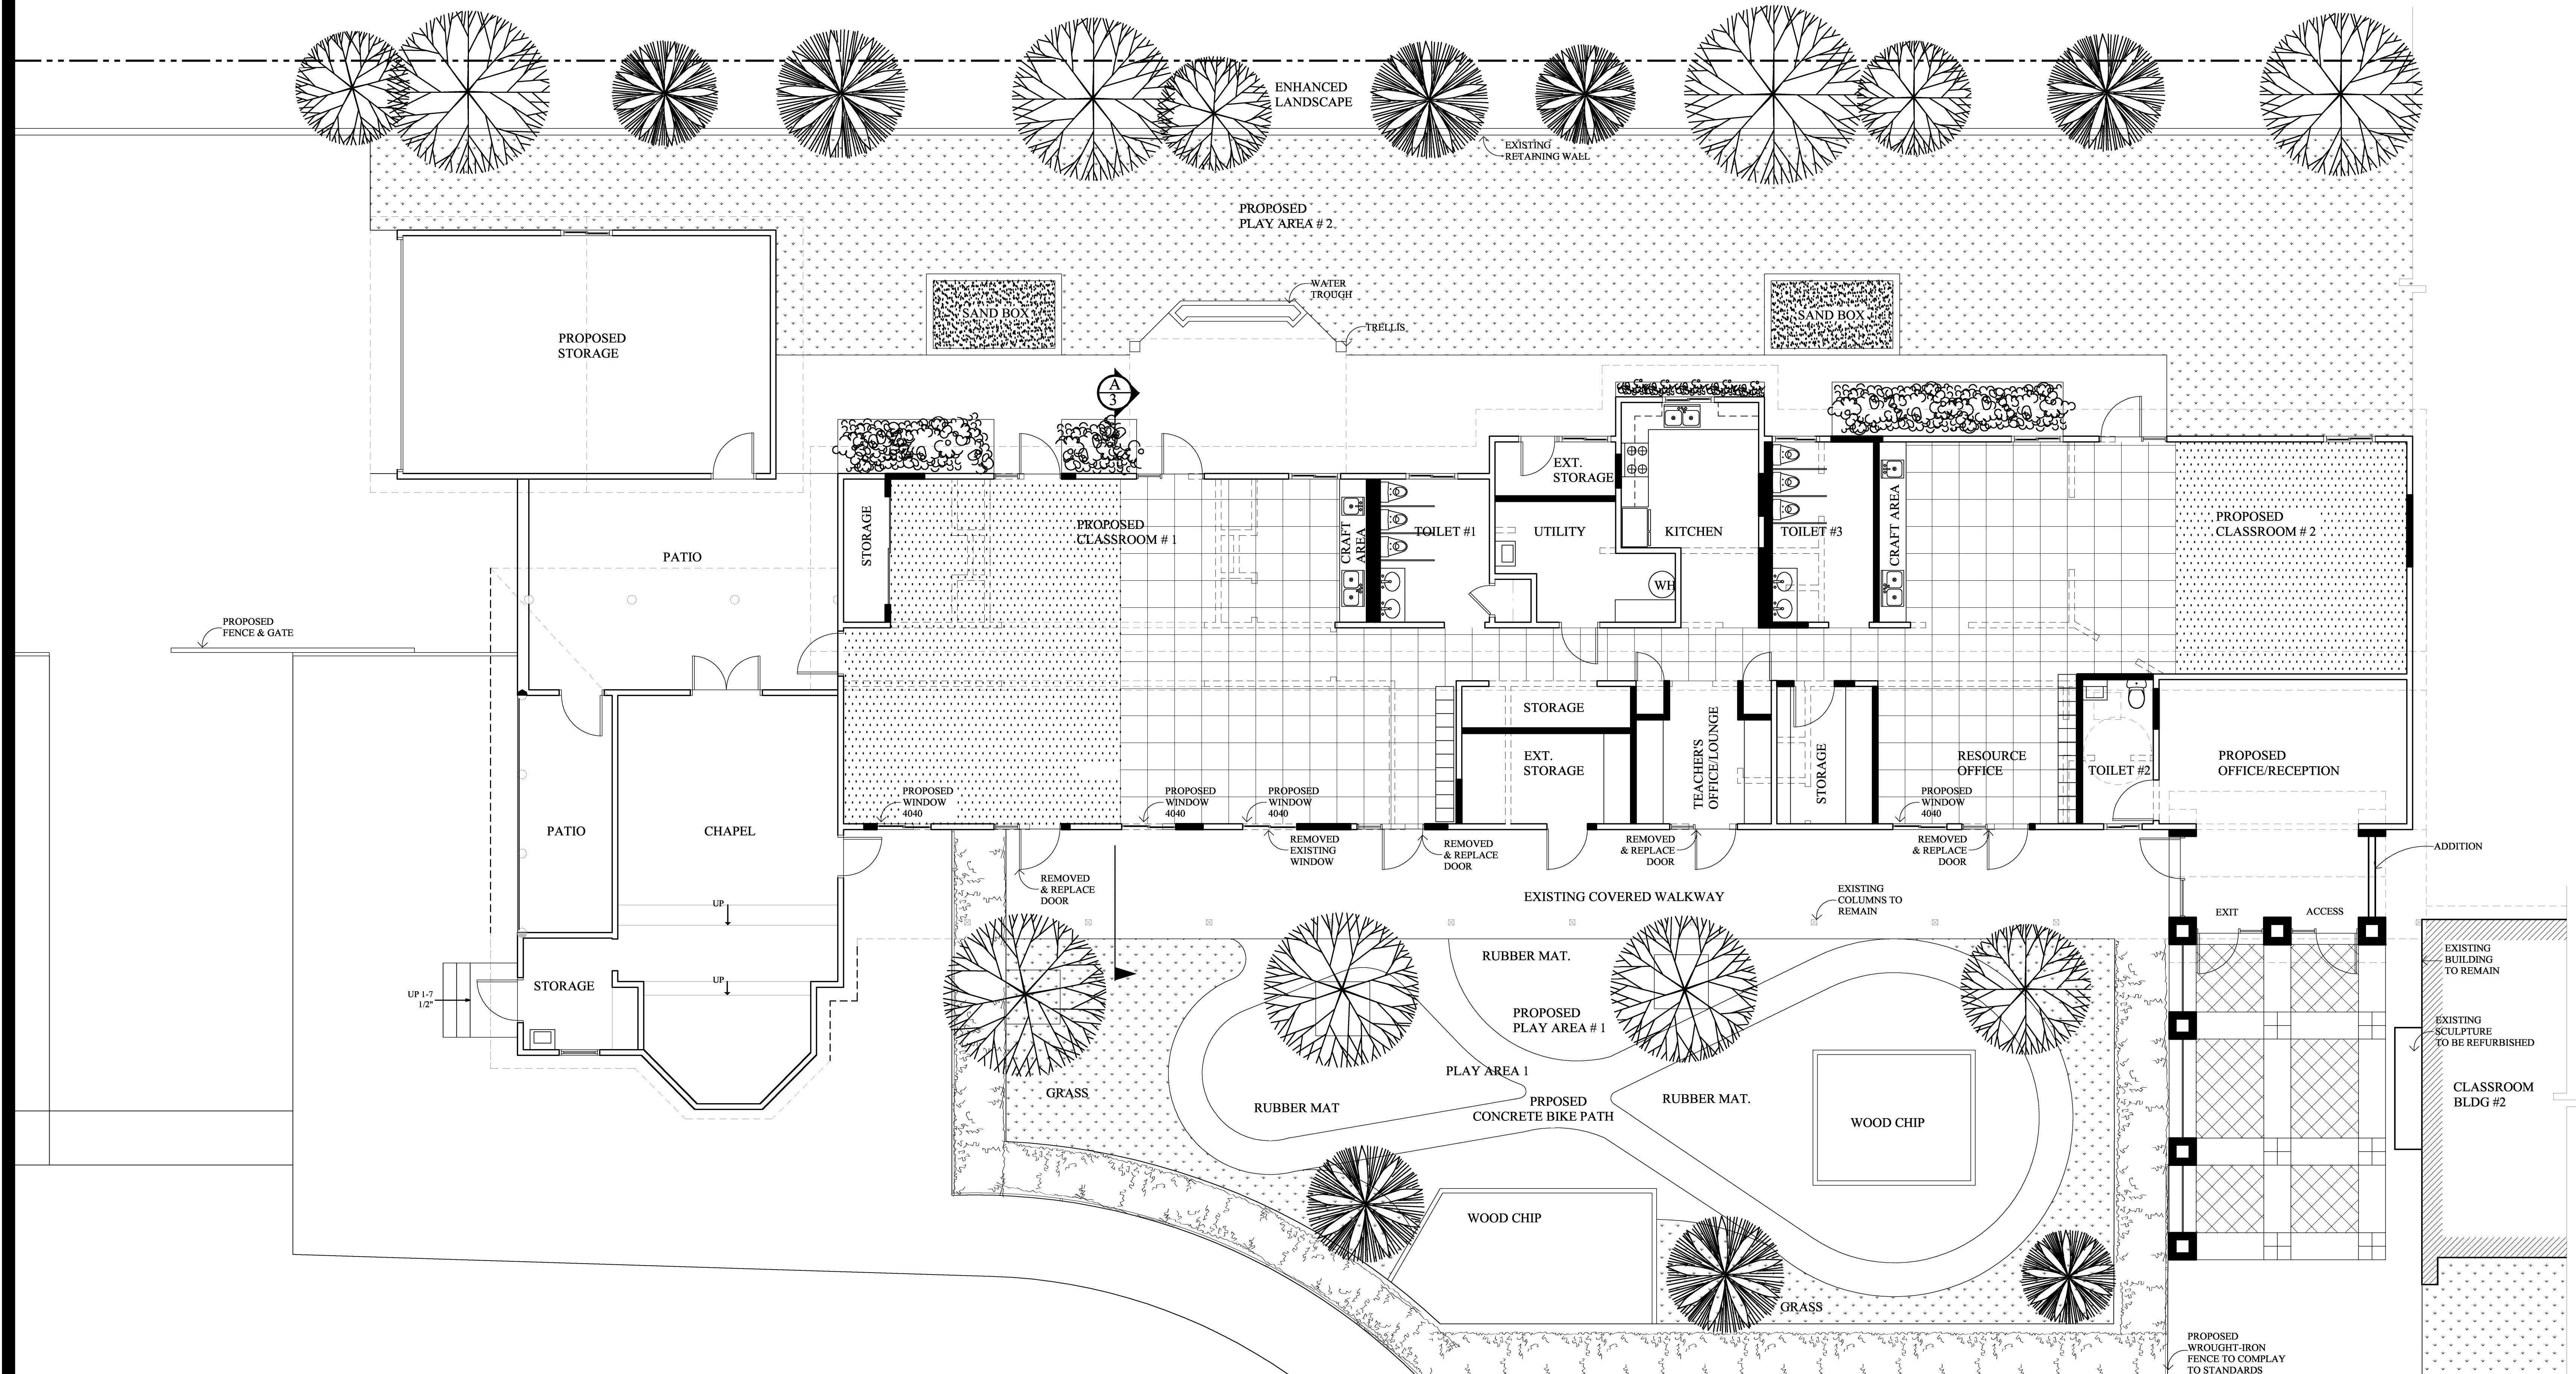 ENHANCED
LANDSCAPE
EXISTING
RETAINING WALL
PROPOSED
PLAY AREA # 2
WATER
TROUGH
TRELLIS
SAND BOX
SAND BOX
PROPOSED
STORAGE
A
3
EXT.
STORAGE
STORAGE
PROPOSED
CLASSROOM # 1
CRAFT
AREA
TOILET #1
UTILITY
KITCHEN
TOILET #3
CRAFT AREA
PROPOSED
CLASSROOM # 2
PATIO
WH
PROPOSED
FENCE & GATE
STORAGE
TEACHER'S
OFFICE/LOUNGE
EXT.
STORAGE
STORAGE
RESOURCE
OFFICE
TOILET #2
PROPOSED
OFFICE/RECEPTION
PROPOSED
WINDOW
4040
PROPOSED
WINDOW
4040
PROPOSED
WINDOW
4040
PROPOSED
WINDOW
4040
PATIO
CHAPEL
REMOVED
EXISTING
WINDOW
REMOVED
& REPLACE
DOOR
REMOVED
& REPLACE
DOOR
REMOVED
& REPLACE
DOOR
ADDITION
REMOVED
& REPLACE
DOOR
EXISTING COVERED WALKWAY
EXISTING
COLUMNS TO
REMAIN
UP
EXIT
ACCESS
RUBBER MAT.
EXISTING
BUILDING
TO REMAIN
UP
STORAGE
UP 1-7
1/2"
PROPOSED
PLAY AREA # 1
EXISTING
SCULPTURE
TO BE REFURBISHED
PLAY AREA 1
GRASS
RUBBER MAT
PRPOSED
CONCRETE BIKE PATH
RUBBER MAT.
WOOD CHIP
CLASSROOM
BLDG #2
WOOD CHIP
GRASS
PROPOSED
WROUGHT-IRON
FENCE TO COMPLAY
TO STANDARDS